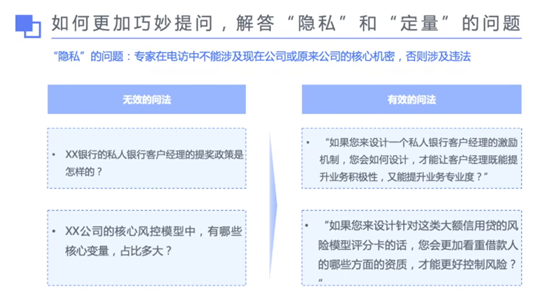 如何更加巧妙提问，解答“隐私”和“定量”的问题
“隐私”的问题：专家在电访中不能涉及现在公司或原来公司的核心机密，否则涉及违法
无效的问法
有效的问法
• XX银行的私人银行客户经理的提奖政策是
怎样的？
• “如果您来设计一个私人银行客户经理的激励
机制，您会如何设计，才能让客户经理既能提
升业务积极性，又能提升业务专业度？”
• XX公司的核心风控模型中，有哪些
核心变量，占比多大？
• “如果您来设计针对这类大额信用贷的风
险模型评分卡的话，您会更加看重借款人
的哪些方面的资质，才能更好控制风险？
”